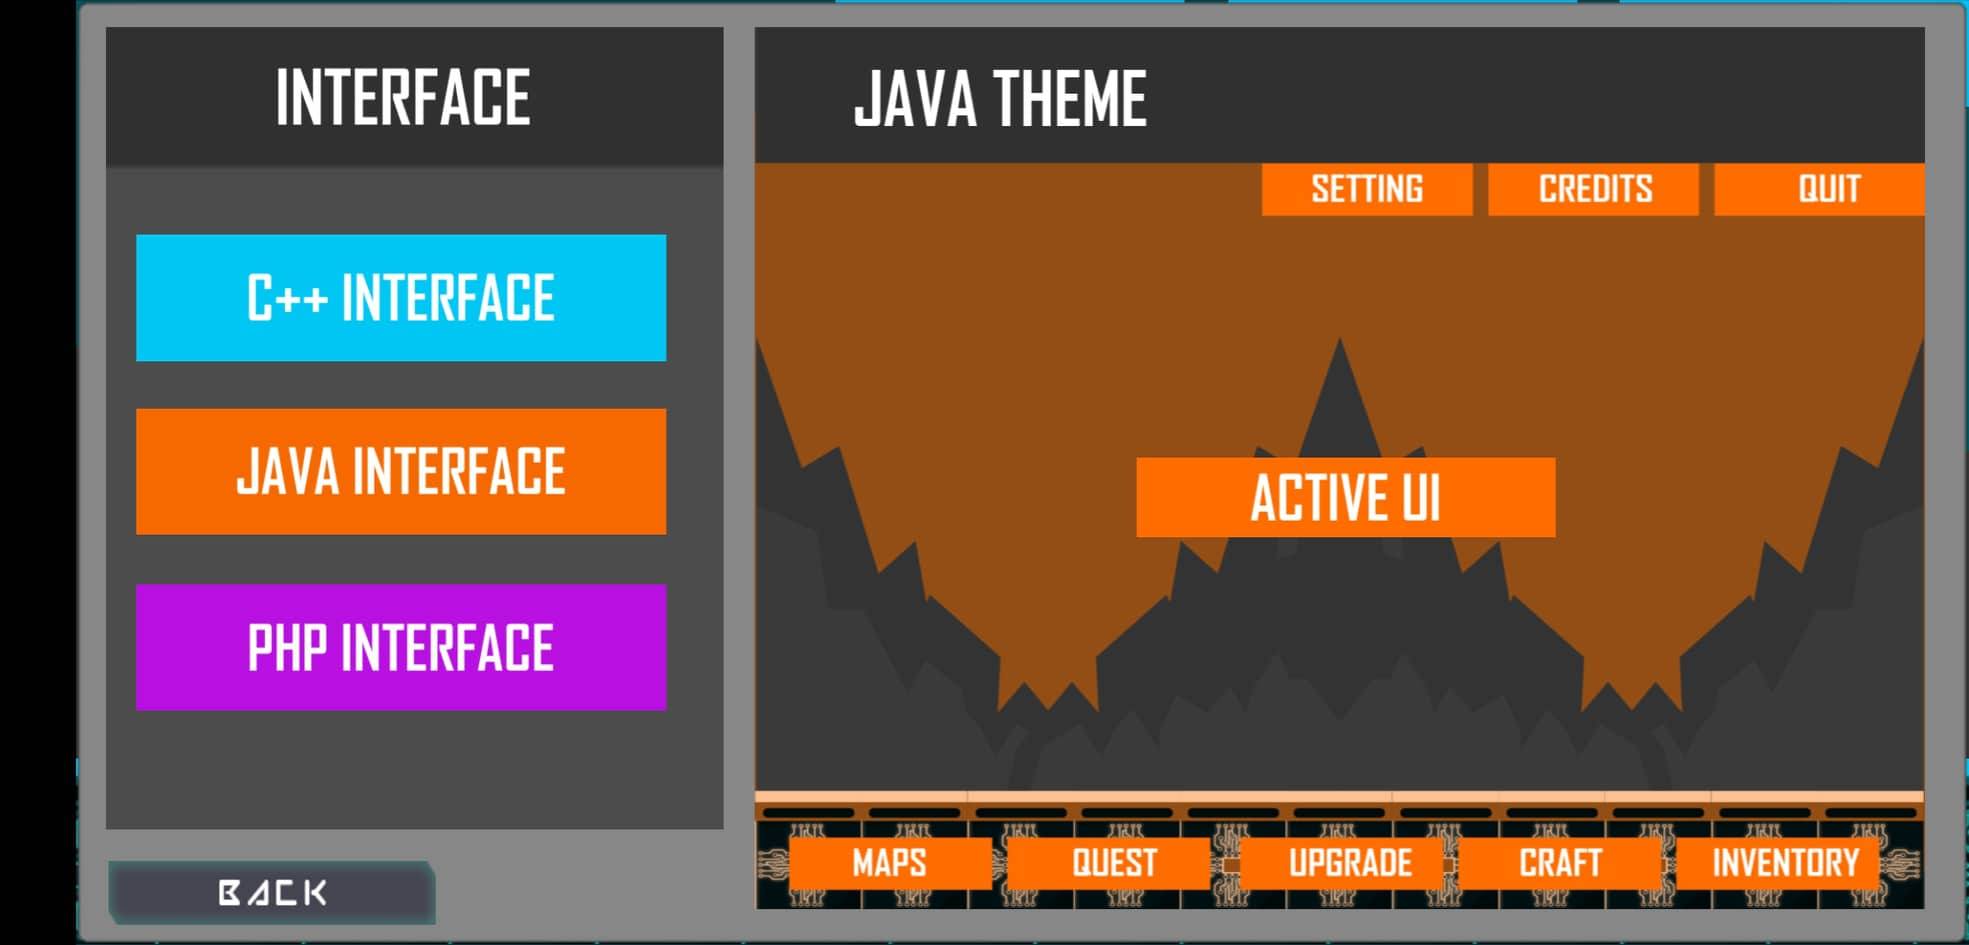 INTERFACE
C++ INTERFACE
JAVA INTERFACE
PHP INTERFACE
BACK
JAVA THEME
SETTING CREDITS QUIT
ACTIVE UI
MAPS QUEST UPGRADE CRAFT INVENTORY